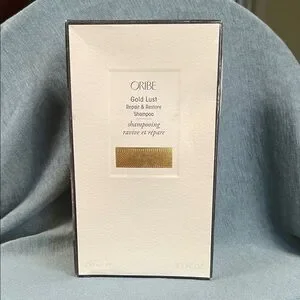 ORIBE
Gold Lust
Repair & Restore
Shampoo
shampooing
ravive et répare